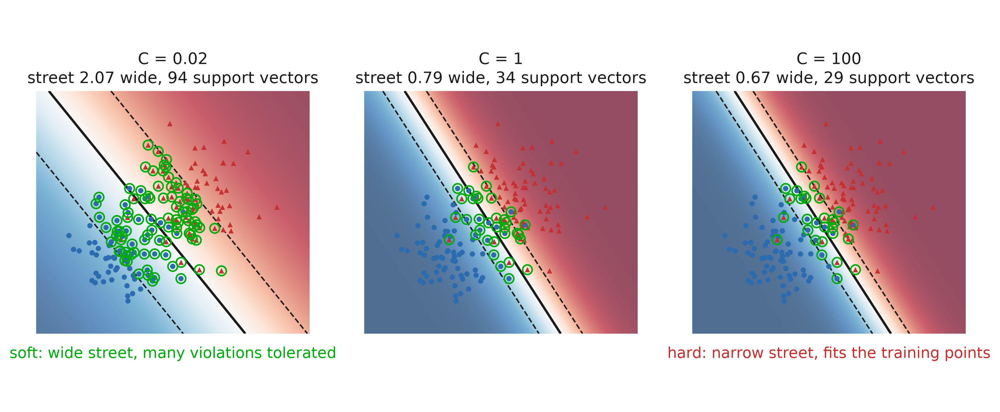 C = 0.02
street 2.07 wide, 94 support vectors
C = 1
street 0.79 wide, 34 support vectors
C = 100
street 0.67 wide, 29 support vectors
soft: wide street, many violations tolerated
hard: narrow street, fits the training points